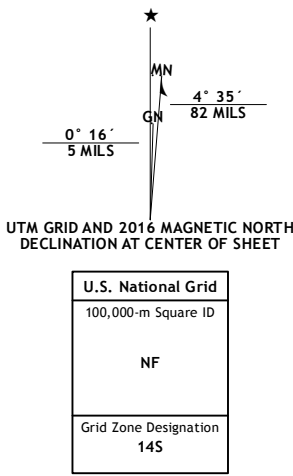 ★
MN
GN
4° 35´
82 MILS
0° 16´
5 MILS
UTM GRID AND 2016 MAGNETIC NORTH
DECLINATION AT CENTER OF SHEET
U.S. National Grid
100,000-m Square ID
NF
Grid Zone Designation
14S